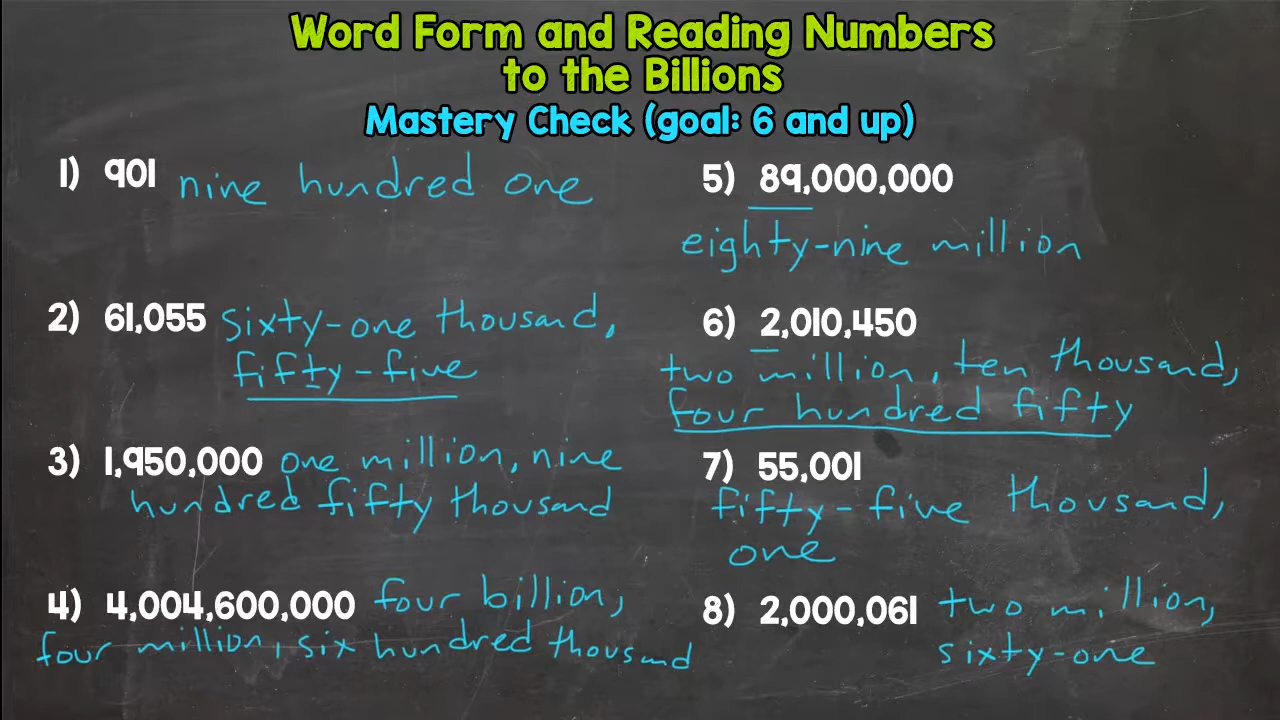 Word Form and Reading Numbers
to the Billions
Mastery Check (goal: 6 and up)
1) 901 nine hundred one
2) 61,055 sixty-one thousand,
fifty-five
3) 1,950,000 one million, nine
hundred fifty thousand
4) 4,004,600,000 four billion,
four million, six hundred thousand
5) 89,000,000
eighty-nine million
6) 2,010,450
two million, ten thousand,
four hundred fifty
7) 55,001
fifty-five thousand,
one
8) 2,000,061 two million,
sixty-one